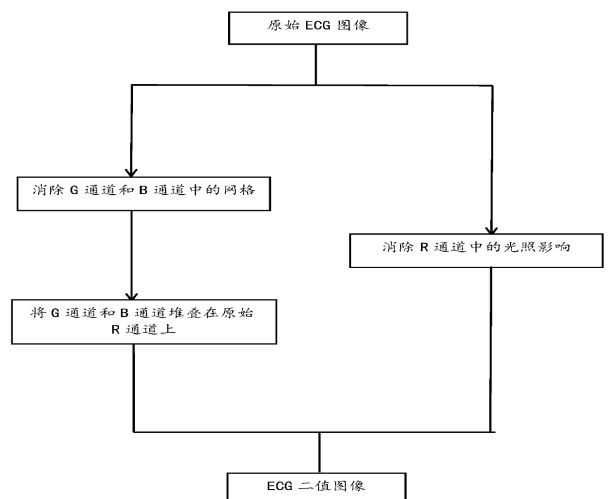 原始 ECG 图像
消除 G 通道和 B 通道中的网格
消除 R 通道中的光照影响
将 G 通道和 B 通道堆叠在原始
R 通道上
ECG 二值图像